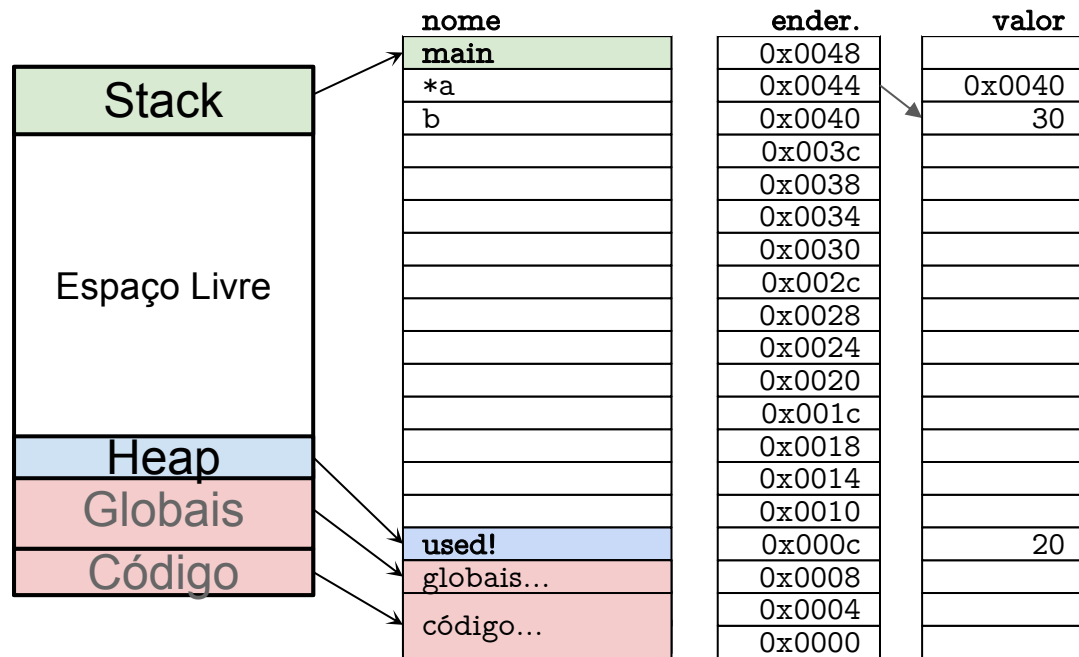 nome ender. valor
main 0x0048
*a 0x0044 0x0040
b 0x0040 30
0x003c
0x0038
0x0034
0x0030
0x002c
0x0028
0x0024
0x0020
0x001c
0x0018
0x0014
0x0010
used! 0x000c 20
globais... 0x0008
código... 0x0004
0x0000
Stack
Espaço Livre
Heap
Globais
Código